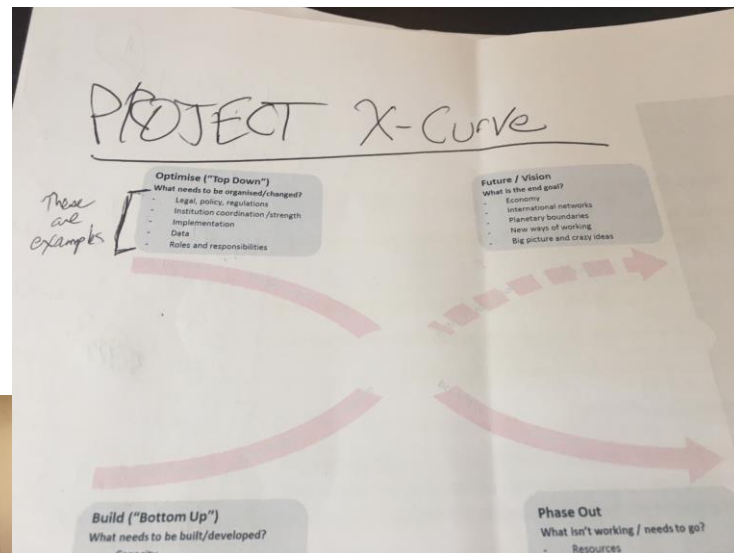 PROJECT X-Curve
Optimise ("Top Down")
What needs to be organised/changed?
- Legal, policy, regulations
- Institution coordination/strength
- Implementation
- Data
- Roles and responsibilities
These
are
examples
Future / Vision
What is the end goal?
- Economy
- International networks
- Planetary boundaries
- New ways of working
- Big picture and crazy ideas
Build ("Bottom Up")
What needs to be built/developed?
Phase Out
What isn't working / needs to go?
- Resources